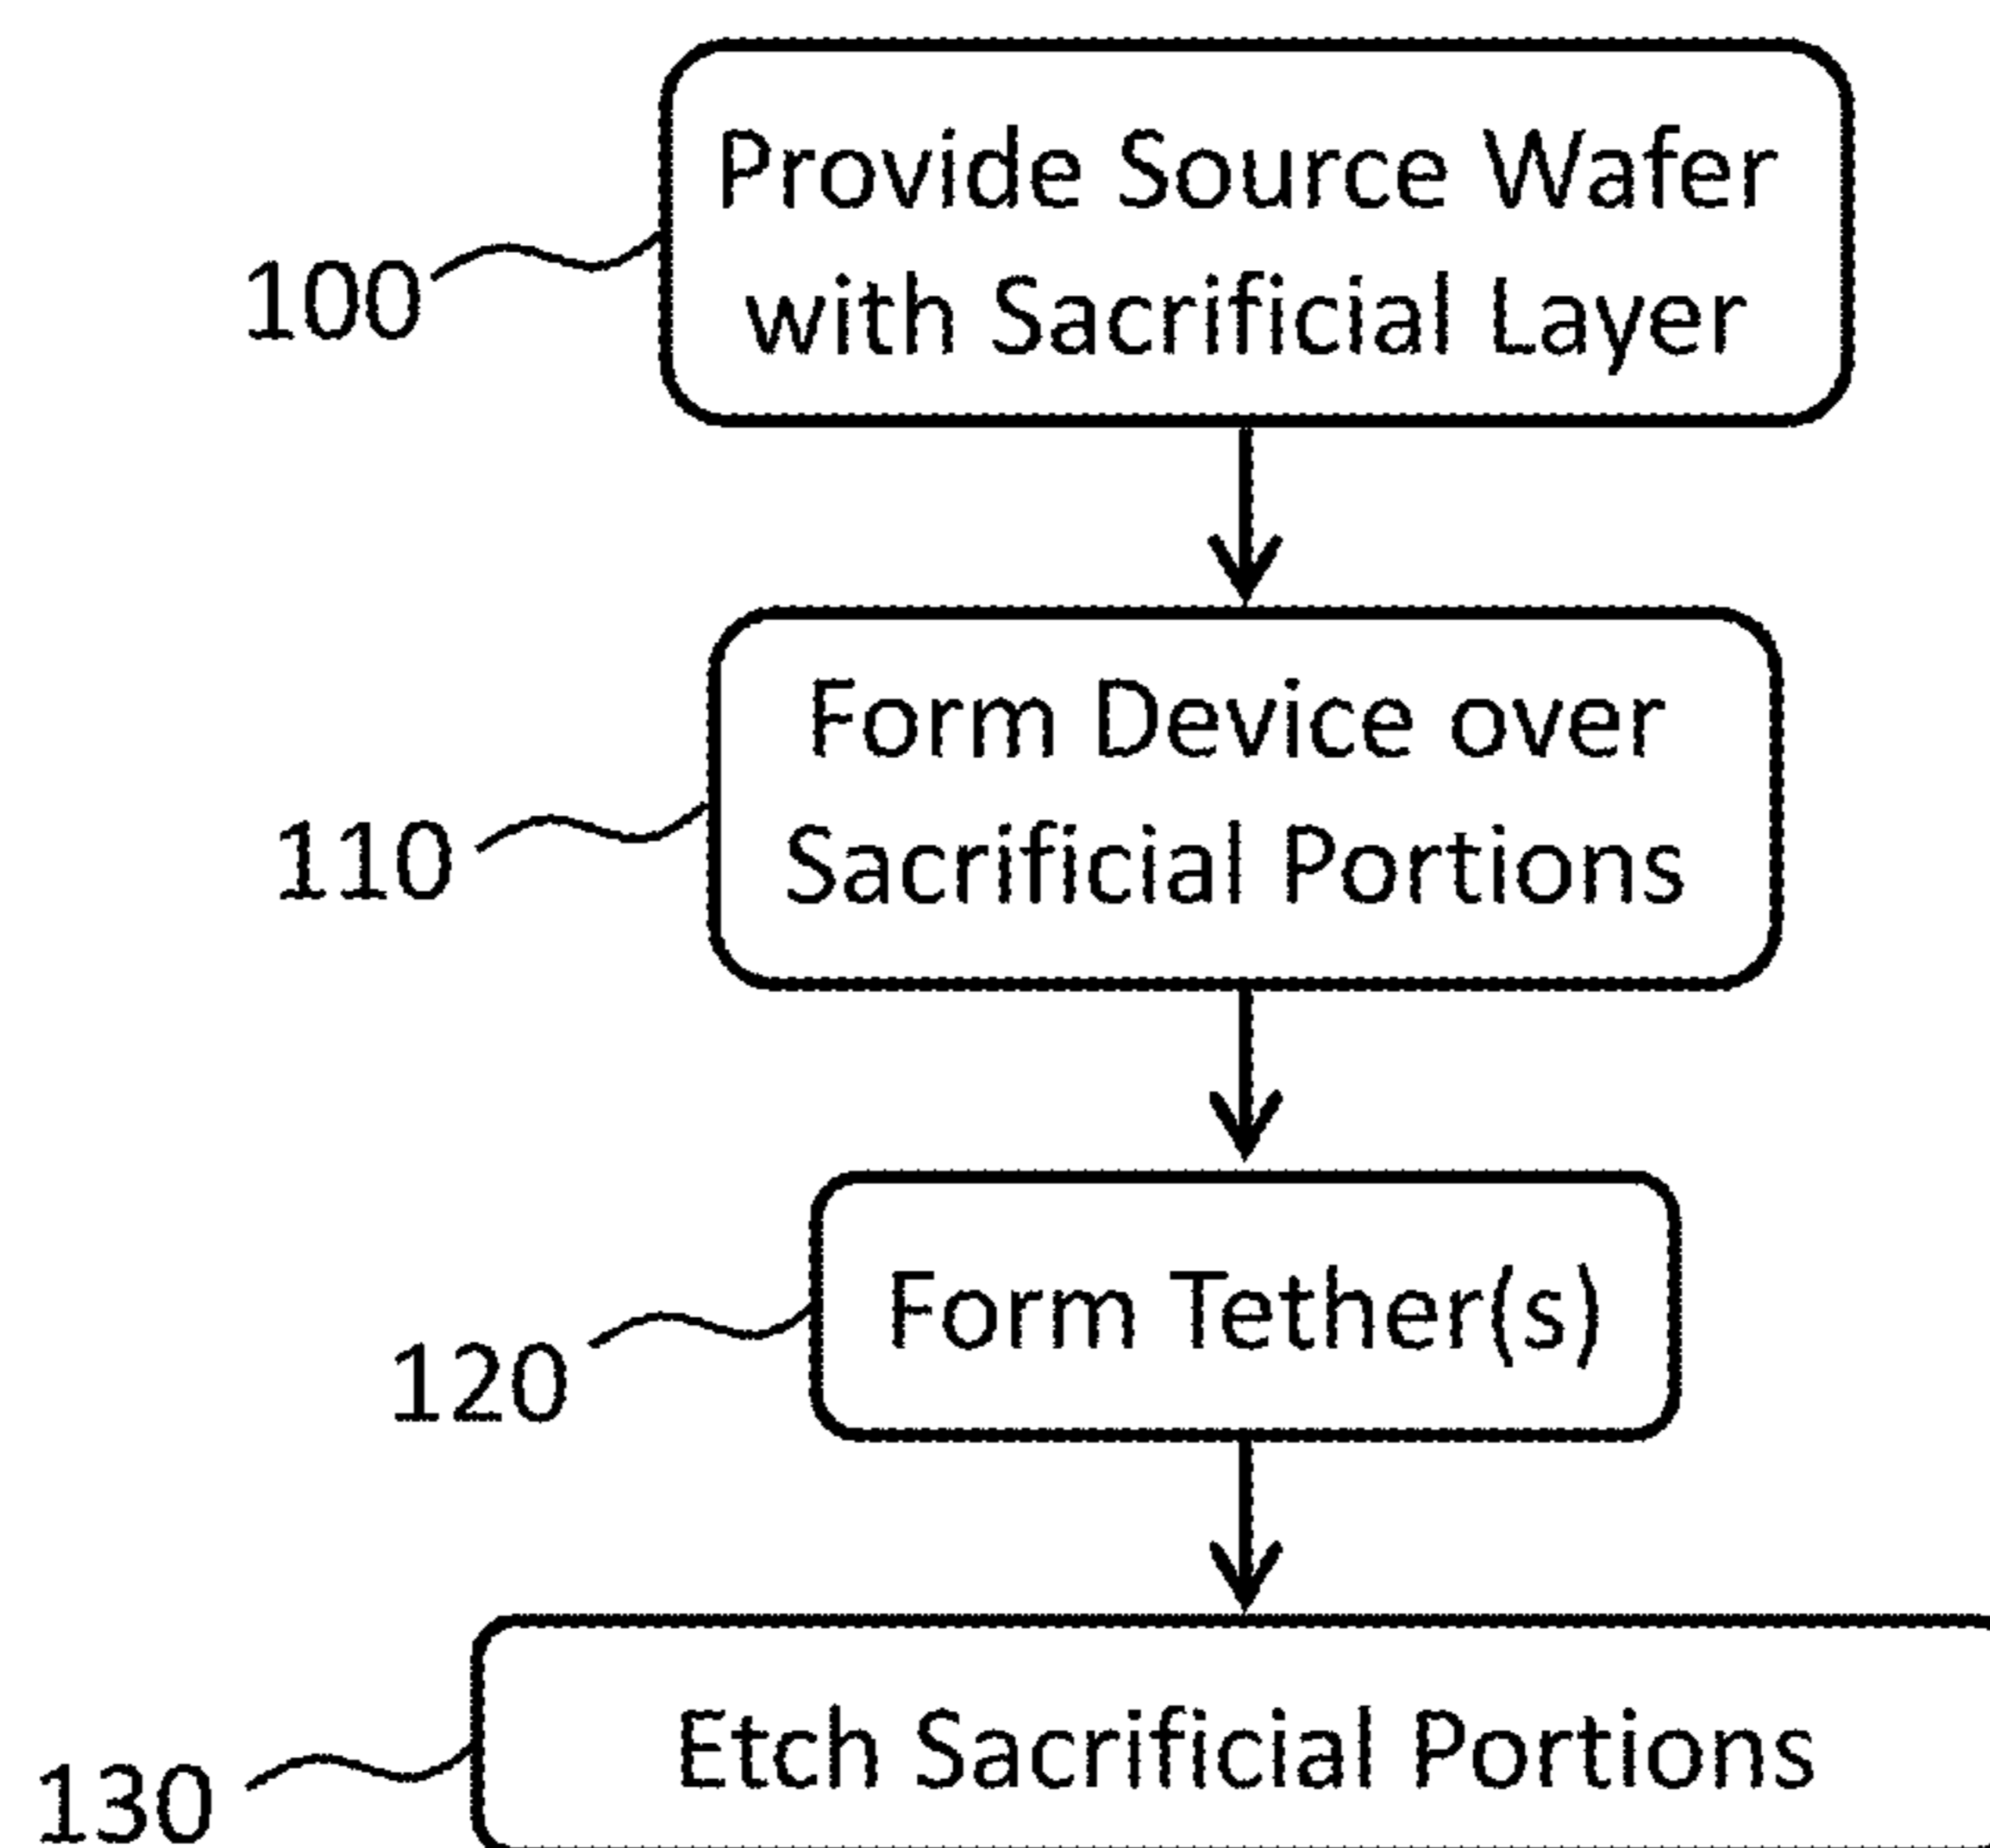 Provide Source Wafer
with Sacrificial Layer
100
Form Device over
Sacrificial Portions
110
Form Tether(s)
120
Etch Sacrificial Portions
130